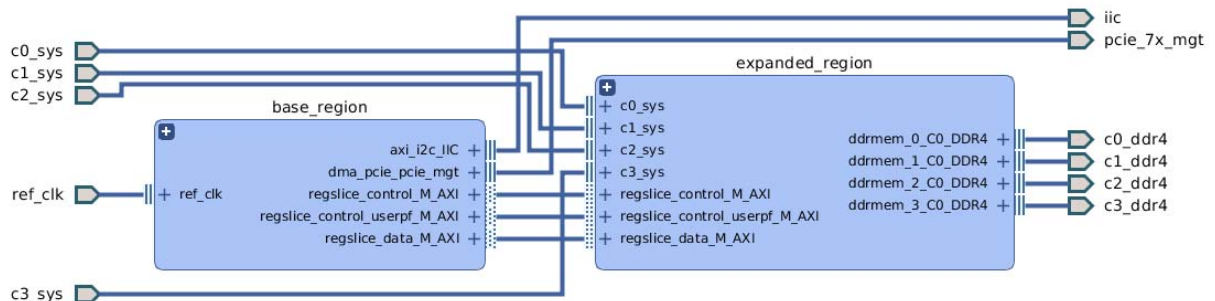 iic
pcie_7x_mgt
c0_sys
c1_sys
c2_sys
ref_clk
c3_sys
base_region
axi_i2c_IIC
dma_pcie_pcie_mgt
ref_clk
regslice_control_M_AXI
regslice_control_userpf_M_AXI
regslice_data_M_AXI
expanded_region
c0_sys
c1_sys
c2_sys
c3_sys
regslice_control_M_AXI
regslice_control_userpf_M_AXI
regslice_data_M_AXI
ddrmem_0_C0_DDR4
ddrmem_1_C0_DDR4
ddrmem_2_C0_DDR4
ddrmem_3_C0_DDR4
c0_ddr4
c1_ddr4
c2_ddr4
c3_ddr4